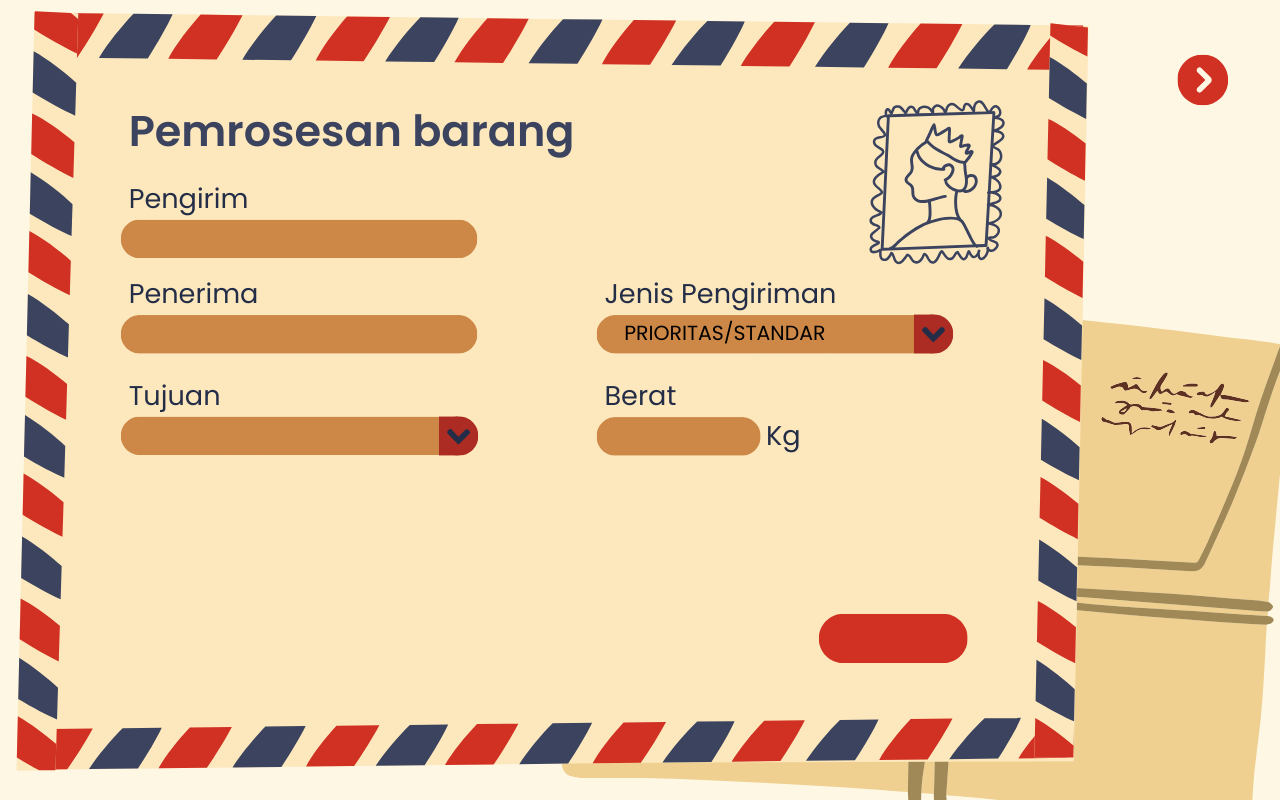 Pemrosesan barang
Pengirim
Penerima
Jenis Pengiriman
PRIORITAS/STANDAR
Tujuan
Berat
Kg